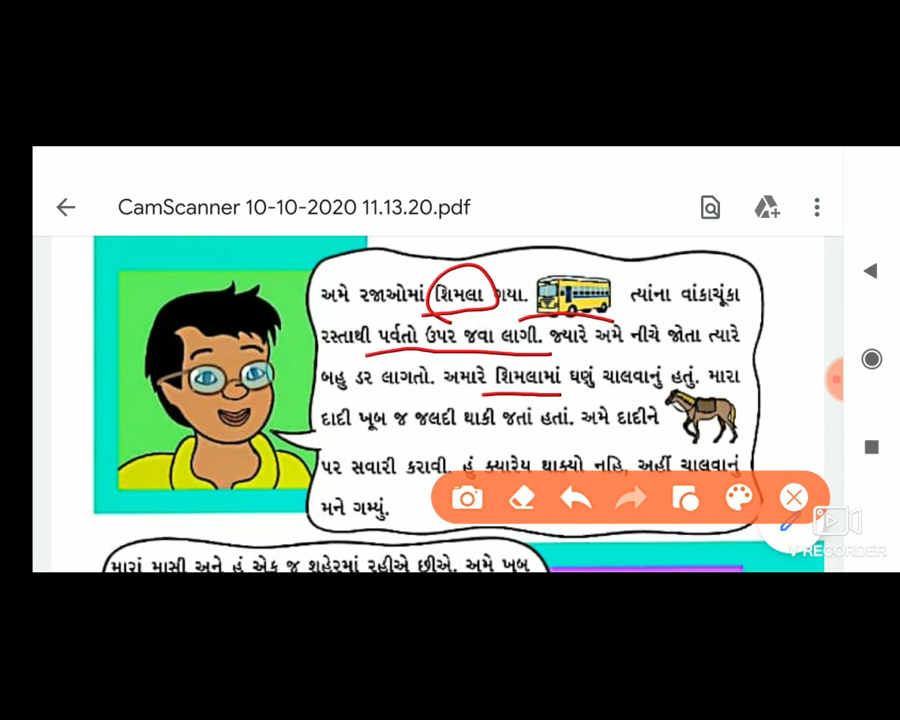 CamScanner 10-10-2020 11.13.20.pdf
અમે રજાઓમાં શિમલા ગયા. ત્યાંના વાંકાચૂંકા
રસ્તાથી પર્વતો ઉપર જવા લાગી. જ્યારે અમે નીચે જોતા ત્યારે
બહુ ડર લાગતો. અમારે શિમલામાં ઘણું ચાલવાનું હતું. મારા
દાદી ખૂબ જ જલદી થાકી જતાં હતાં. અમે દાદીને
પર સવારી કરાવી. હું ક્યારેય થાક્યો નહિ, અહીં ચાલવાનું
મને ગમ્યું.
મારાં માસી અને હું એક જ શહેરમાં રહીએ છીએ. અમે ખૂબ
V RECORDER